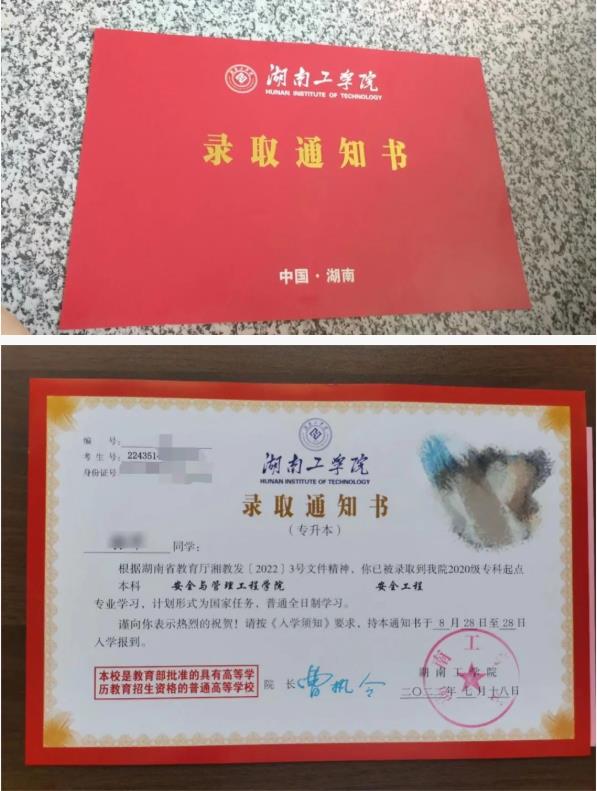 湖南工学院
HUNAN INSTITUTE OF TECHNOLOGY
录取通知书
中国·湖南
编 号:
考 生 号: 224351
身份证号
湖南工学院
HUNAN INSTITUTE OF TECHNOLOGY
录取通知书
(专升本)
同学:
根据湖南省教育厅湘教发〔2022〕3号文件精神，你已被录取到我院2020级专科起点
本科 安全与管理工程学院 安全工程
专业学习，计划形式为国家任务，普通全日制学习。
谨向你表示热烈的祝贺！请按《入学须知》要求，持本通知书于 8 月 28 日至 28 日
入学报到。
本校是教育部批准的具有高等学
历教育招生资格的普通高等学校
院 长
湖 南 工 学 院
二〇二二年 七 月 十八 日